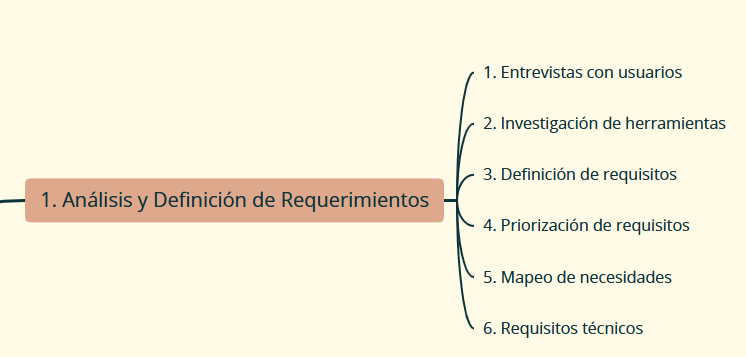 1. Análisis y Definición de Requerimientos
1. Entrevistas con usuarios
2. Investigación de herramientas
3. Definición de requisitos
4. Priorización de requisitos
5. Mapeo de necesidades
6. Requisitos técnicos